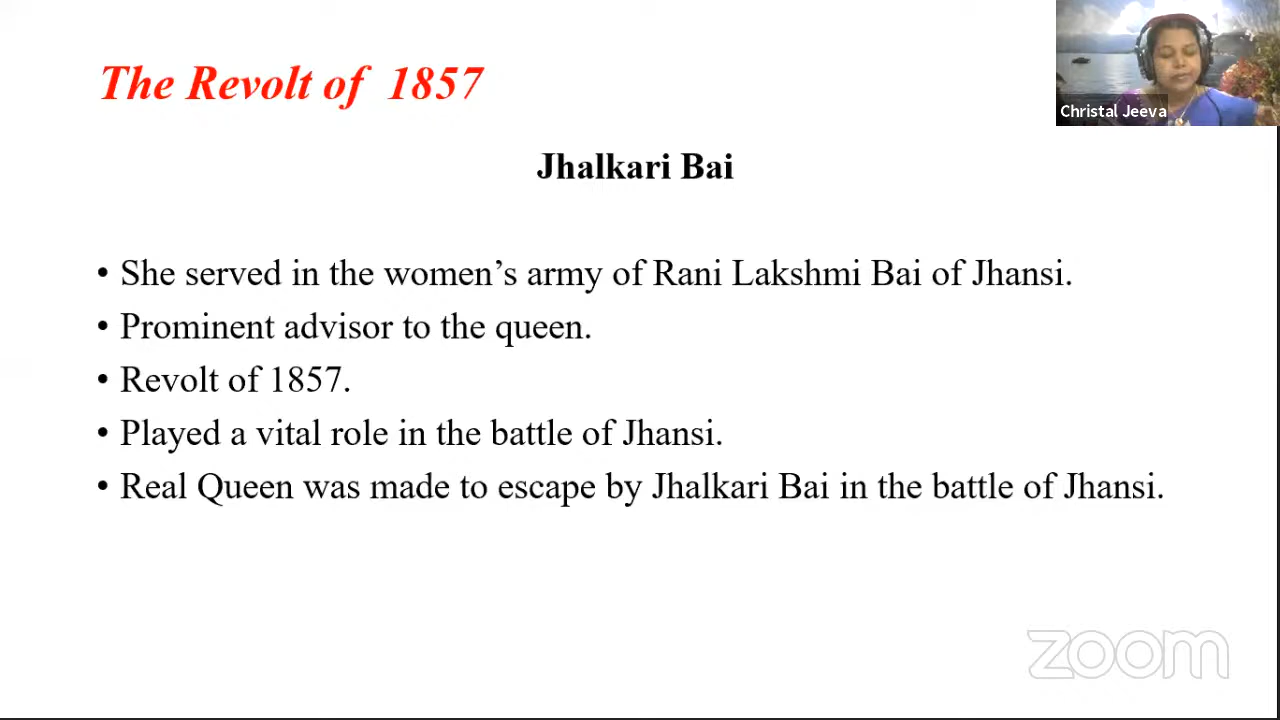 The Revolt of 1857
Christal Jeeva
Jhalkari Bai
• She served in the women’s army of Rani Lakshmi Bai of Jhansi.
• Prominent advisor to the queen.
• Revolt of 1857.
• Played a vital role in the battle of Jhansi.
• Real Queen was made to escape by Jhalkari Bai in the battle of Jhansi.
zoom